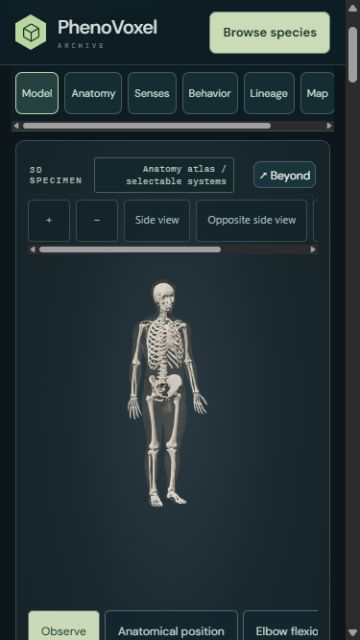 PhenoVoxel
ARCHIVE
Browse species
Model
Anatomy
Senses
Behavior
Lineage
Map
SD SPECIMEN
Anatomy atlas / selectable systems
↗ Beyond
+
−
Side view
Opposite side view
Observe
Anatomical position
Elbow flexio